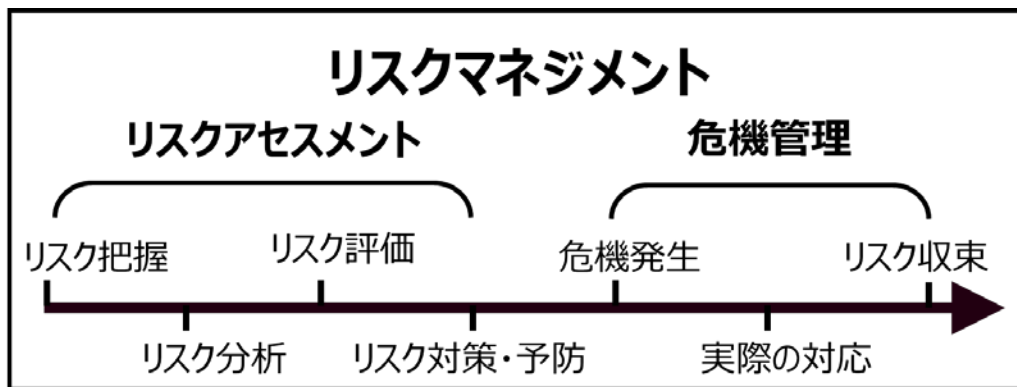 リスクマネジメント
リスクアセスメント 危機管理
リスク把握 リスク評価 危機発生 リスク収束
リスク分析 リスク対策・予防 実際の対応